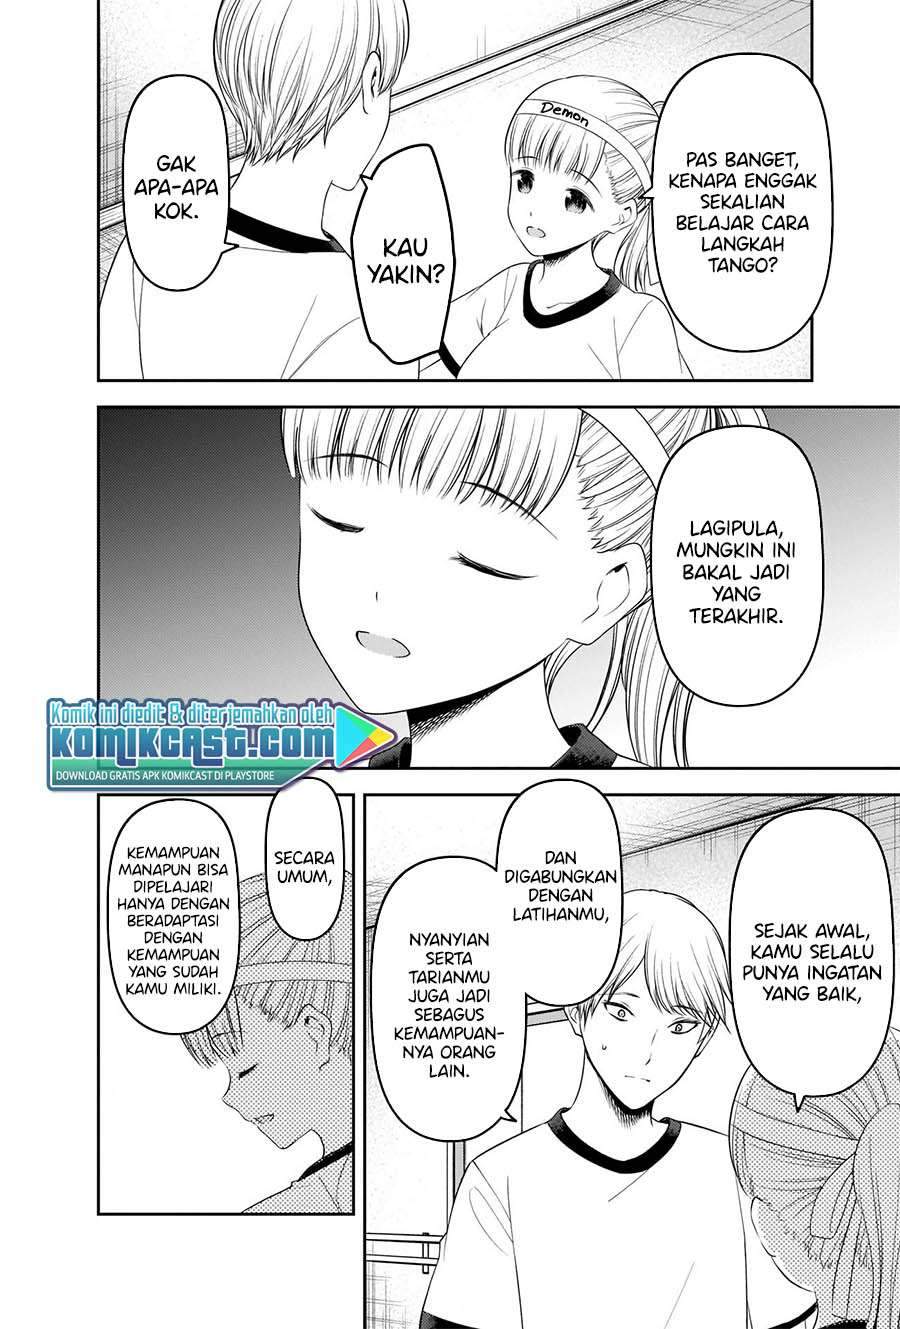 Demon
PAS BANGET,
KENAPA ENGGAK
SEKALIAN
BELAJAR CARA
LANGKAH
TANGO?
KAU
YAKIN?
GAK
APA-APA
KOK.
LAGIPULA,
MUNGKIN INI
BAKAL JADI
YANG
TERAKHIR.
Komik ini diedit & diterjemahkan oleh
KOMIKCAST.COM
DOWNLOAD GRATIS APK KOMIKCAST DI PLAYSTORE
SEJAK AWAL,
KAMU SELALU
PUNYA INGATAN
YANG BAIK,
DAN
DIGABUNGKAN
DENGAN
LATIHANMU,
NYANYIAN
SERTA
TARIANMU
JUGA JADI
SEBAGUS
KEMAMPUAN-
NYA ORANG
LAIN.
SECARA
UMUM,
KEMAMPUAN
MANAPUN BISA
DIPELAJARI
HANYA DENGAN
BERADAPTASI
DENGAN
KEMAMPUAN
YANG SUDAH
KAMU MILIKI.